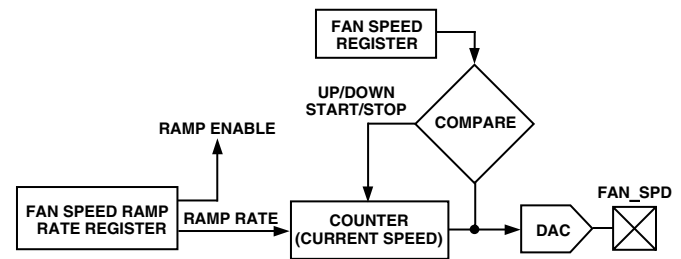 FAN SPEED
REGISTER
UP/DOWN
START/STOP
COMPARE
RAMP ENABLE
FAN_SPD
FAN SPEED RAMP
RATE REGISTER
RAMP RATE
COUNTER
(CURRENT SPEED)
DAC